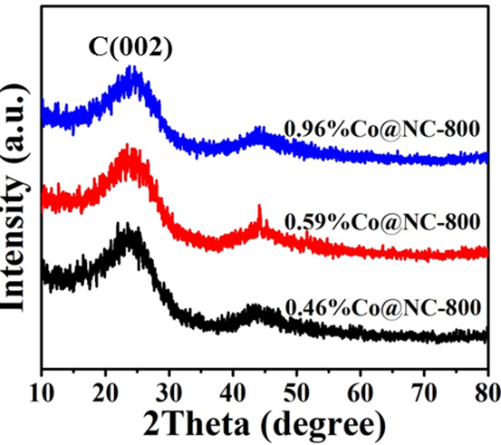 Intensity (a.u.)
C(002)
0.96%Co@NC-800
0.59%Co@NC-800
0.46%Co@NC-800
10 20 30 40 50 60 70 80
2Theta (degree)